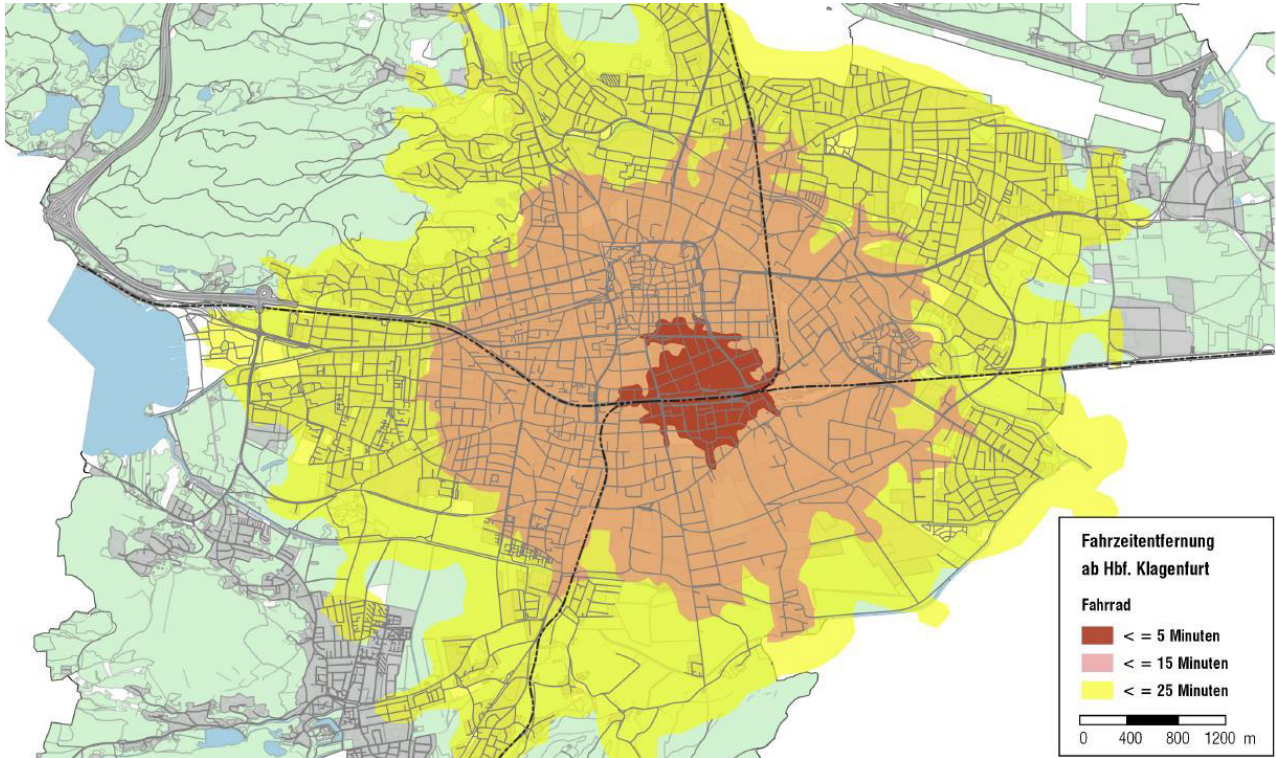 Fahrzeitentfernung
ab Hbf. Klagenfurt
Fahrrad
< = 5 Minuten
< = 15 Minuten
< = 25 Minuten
0 400 800 1200 m